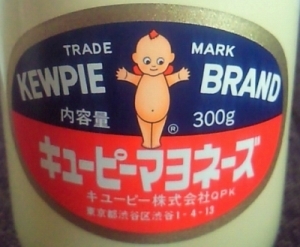 TRADE MARK
KEWPIE BRAND
内容量 300g
®
キユーピーマヨネーズ
キユーピー株式会社QPK
東京都渋谷区渋谷1-4-13